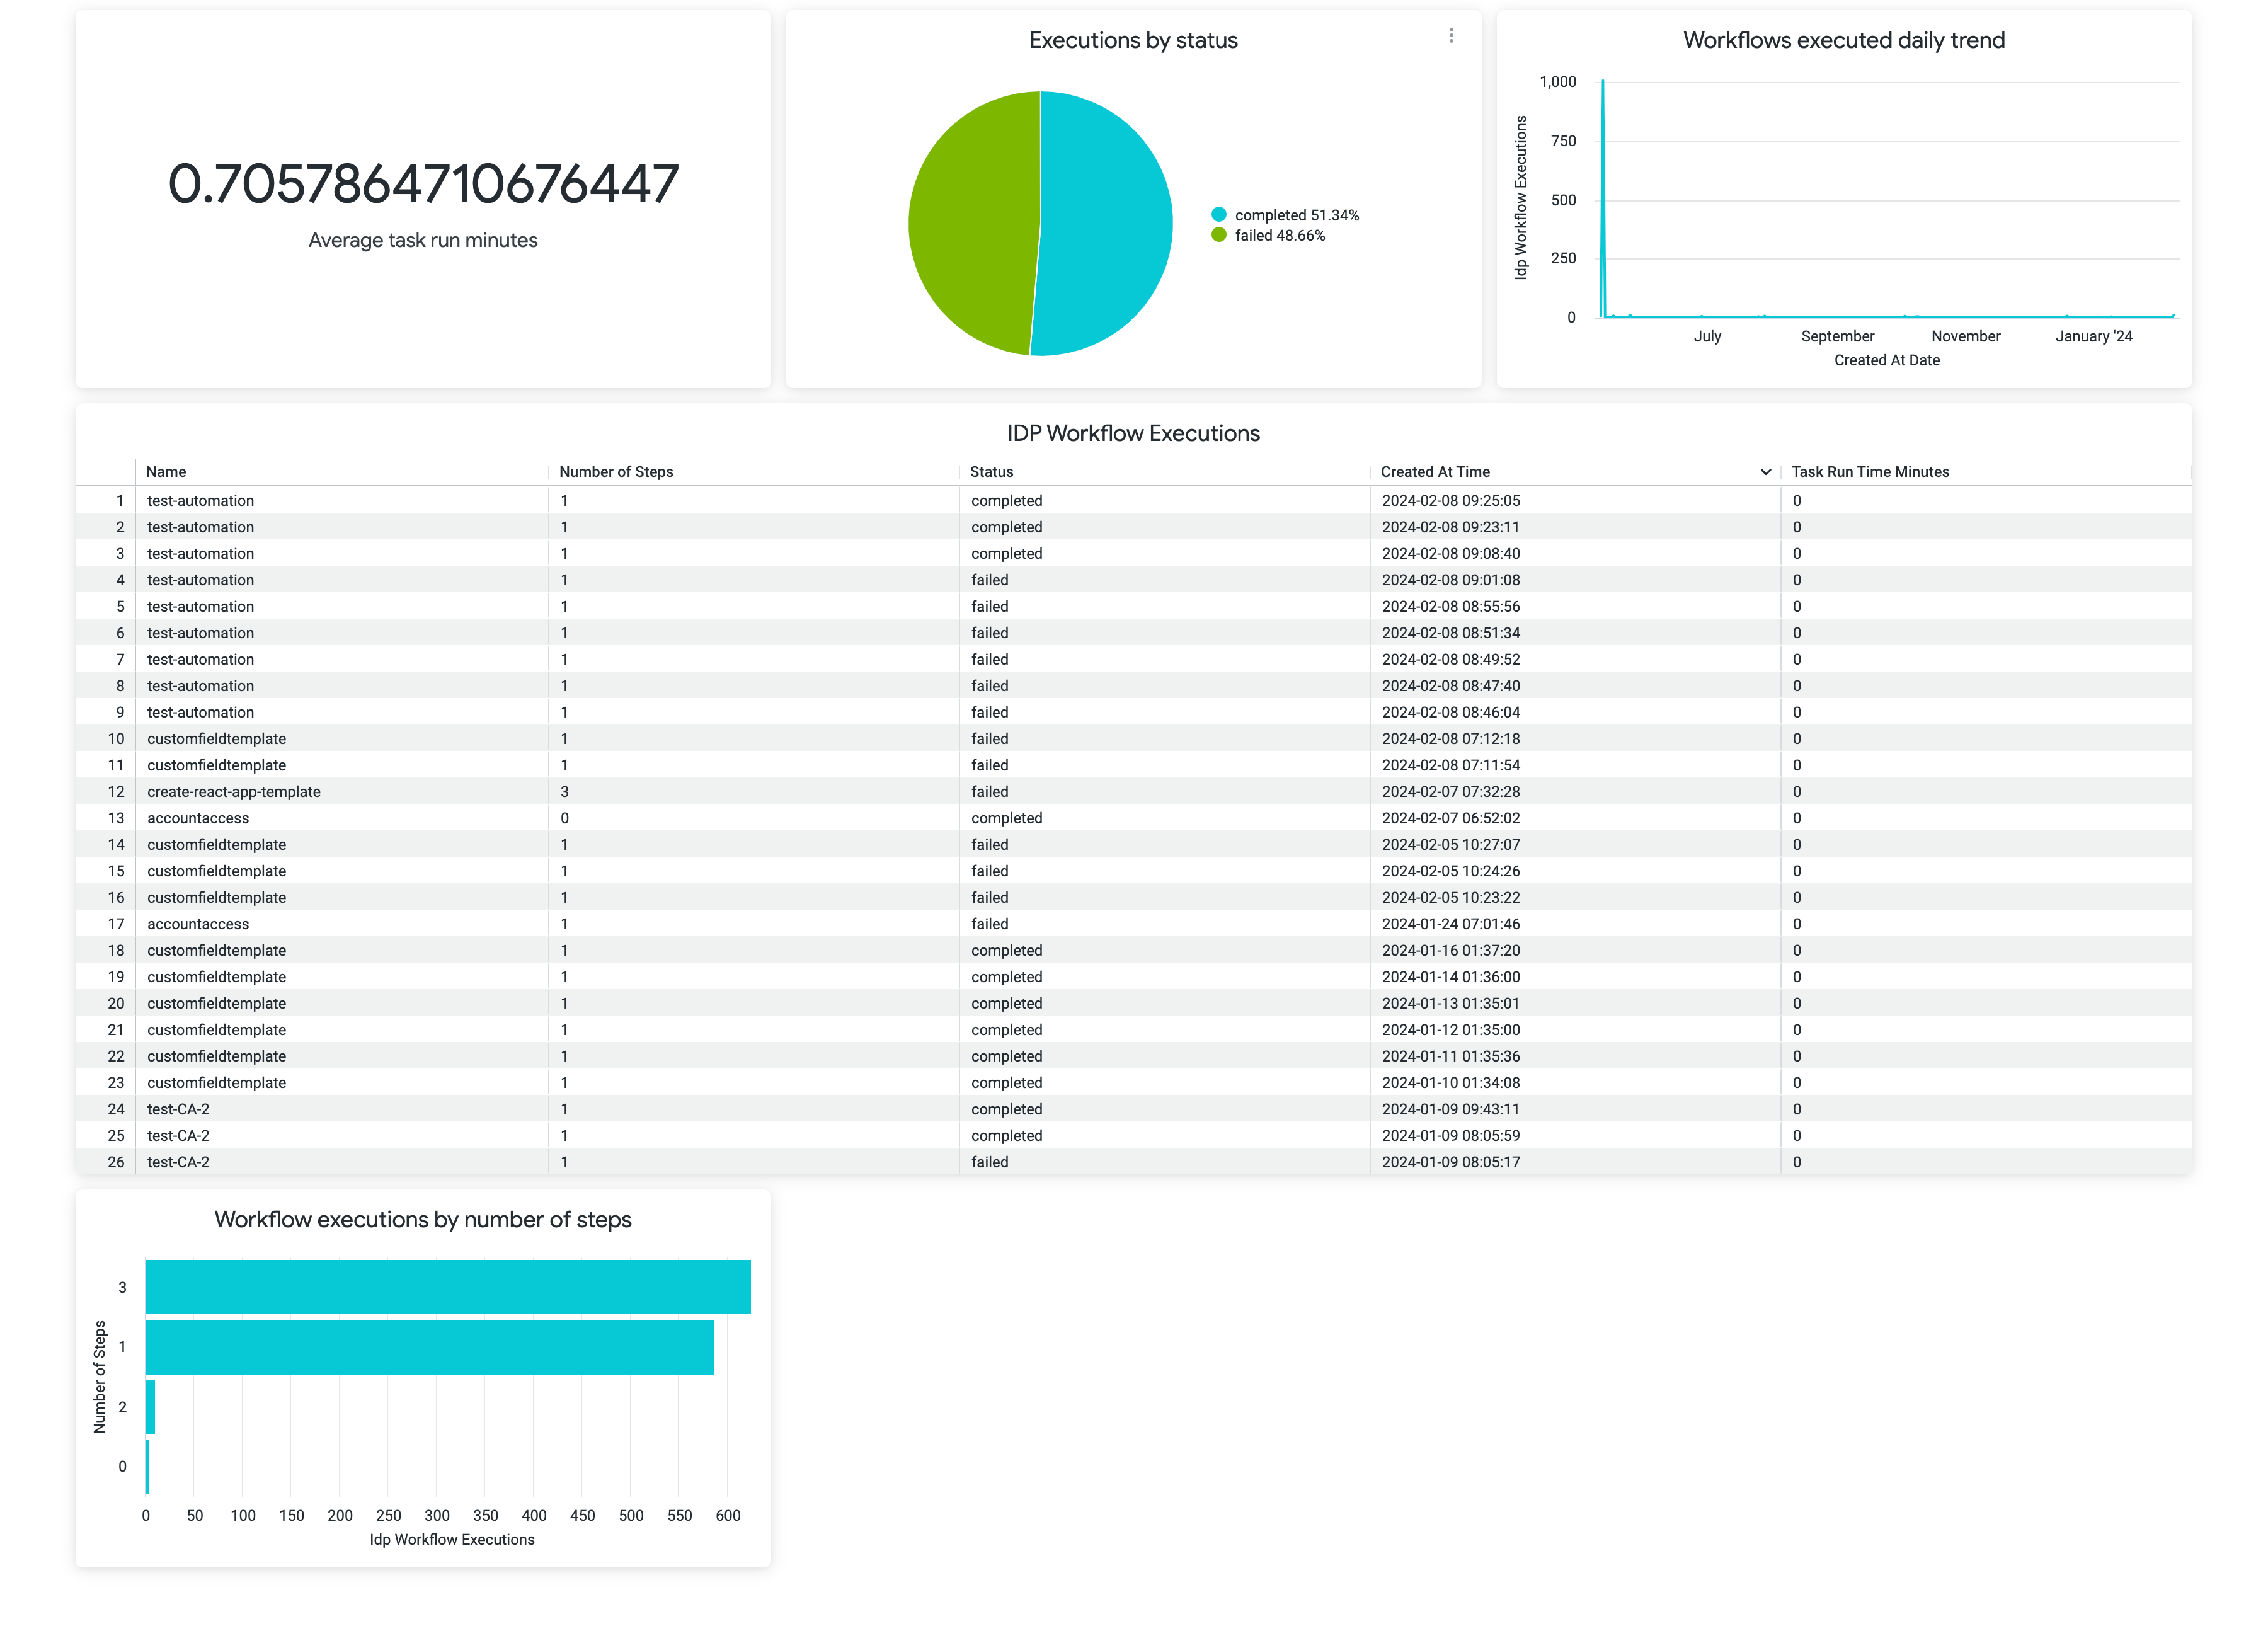 0.7057864710676447
Average task run minutes
Executions by status
completed 51.34%
failed 48.66%
Workflows executed daily trend
Idp Workflow Executions
1,000
750
500
250
0
July September November January '24
Created At Date
IDP Workflow Executions
Name Number of Steps Status Created At Time Task Run Time Minutes
1 test-automation 1 completed 2024-02-08 09:25:05 0
2 test-automation 1 completed 2024-02-08 09:23:11 0
3 test-automation 1 completed 2024-02-08 09:08:40 0
4 test-automation 1 failed 2024-02-08 09:01:08 0
5 test-automation 1 failed 2024-02-08 08:55:56 0
6 test-automation 1 failed 2024-02-08 08:51:34 0
7 test-automation 1 failed 2024-02-08 08:49:52 0
8 test-automation 1 failed 2024-02-08 08:47:40 0
9 test-automation 1 failed 2024-02-08 08:46:04 0
10 customfieldtemplate 1 failed 2024-02-08 07:12:18 0
11 customfieldtemplate 1 failed 2024-02-08 07:11:54 0
12 create-react-app-template 3 failed 2024-02-07 07:32:28 0
13 accountaccess 0 completed 2024-02-07 06:52:02 0
14 customfieldtemplate 1 failed 2024-02-05 10:27:07 0
15 customfieldtemplate 1 failed 2024-02-05 10:24:26 0
16 customfieldtemplate 1 failed 2024-02-05 10:23:22 0
17 accountaccess 1 failed 2024-01-24 07:01:46 0
18 customfieldtemplate 1 completed 2024-01-16 01:37:20 0
19 customfieldtemplate 1 completed 2024-01-14 01:36:00 0
20 customfieldtemplate 1 completed 2024-01-13 01:35:01 0
21 customfieldtemplate 1 completed 2024-01-12 01:35:00 0
22 customfieldtemplate 1 completed 2024-01-11 01:35:36 0
23 customfieldtemplate 1 completed 2024-01-10 01:34:08 0
24 test-CA-2 1 completed 2024-01-09 09:43:11 0
25 test-CA-2 1 completed 2024-01-09 08:05:59 0
26 test-CA-2 1 failed 2024-01-09 08:05:17 0
Workflow executions by number of steps
Number of Steps
3
1
2
0
0 50 100 150 200 250 300 350 400 450 500 550 600
Idp Workflow Executions